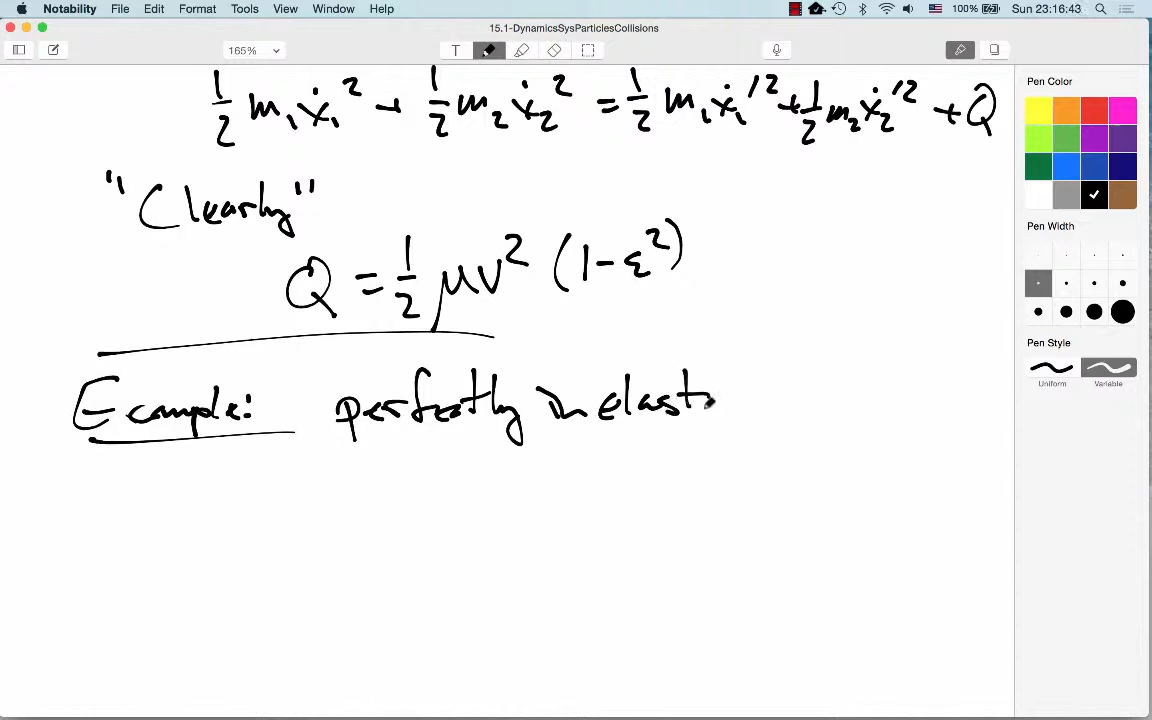 Notability File Edit Format Tools View Window Help 100% Sun 23:16:43
15.1-DynamicsSysParticlesCollisions
165% T
Pen Color
½ m₁ẋ₁² + ½ m₂ẋ₂² = ½ m₁ẋ₁'² + ½ m₂ẋ₂'² + Q
"Clearly"
Q = ½ μv² (1-ε²)
Pen Width
Pen Style
Uniform Variable
Example: perfectly inelast